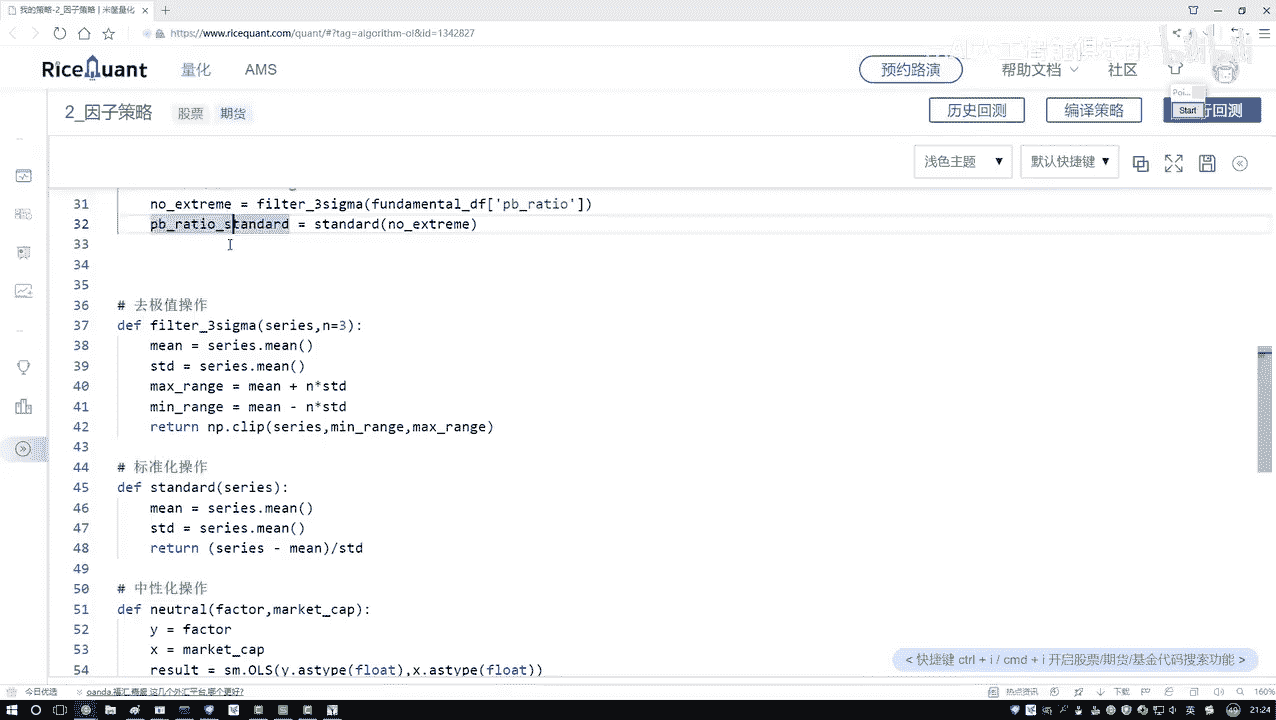 我的策略-2_因子策略 | 米筐量化
https://www.ricequant.com/quant/#?tag=algorithm-ol&id=1342827
RiceQuant 量化 AMS 预约路演 帮助文档 社区
2_因子策略 股票 期货 历史回测 编译策略 行回测
Poi...
Start
浅色主题 默认快捷键
31 no_extreme = filter_3sigma(fundamental_df['pb_ratio'])
32 pb_ratio_standard = standard(no_extreme)
33
34
35
36 # 去极值操作
37 def filter_3sigma(series,n=3):
38 mean = series.mean()
39 std = series.mean()
40 max_range = mean + n*std
41 min_range = mean - n*std
42 return np.clip(series,min_range,max_range)
43
44 # 标准化操作
45 def standard(series):
46 mean = series.mean()
47 std = series.mean()
48 return (series - mean)/std
49
50 # 中性化操作
51 def neutral(factor,market_cap):
52 y = factor
53 x = market_cap
54 result = sm.OLS(y.astype(float),x.astype(float))
< 快捷键 ctrl + i / cmd + i 开启股票/期货/基金代码搜索功能 >
今日优选 oanda,福汇,嘉盛,这几个外汇平台,哪个更好? 热点资讯 下载 160%
英 21:24